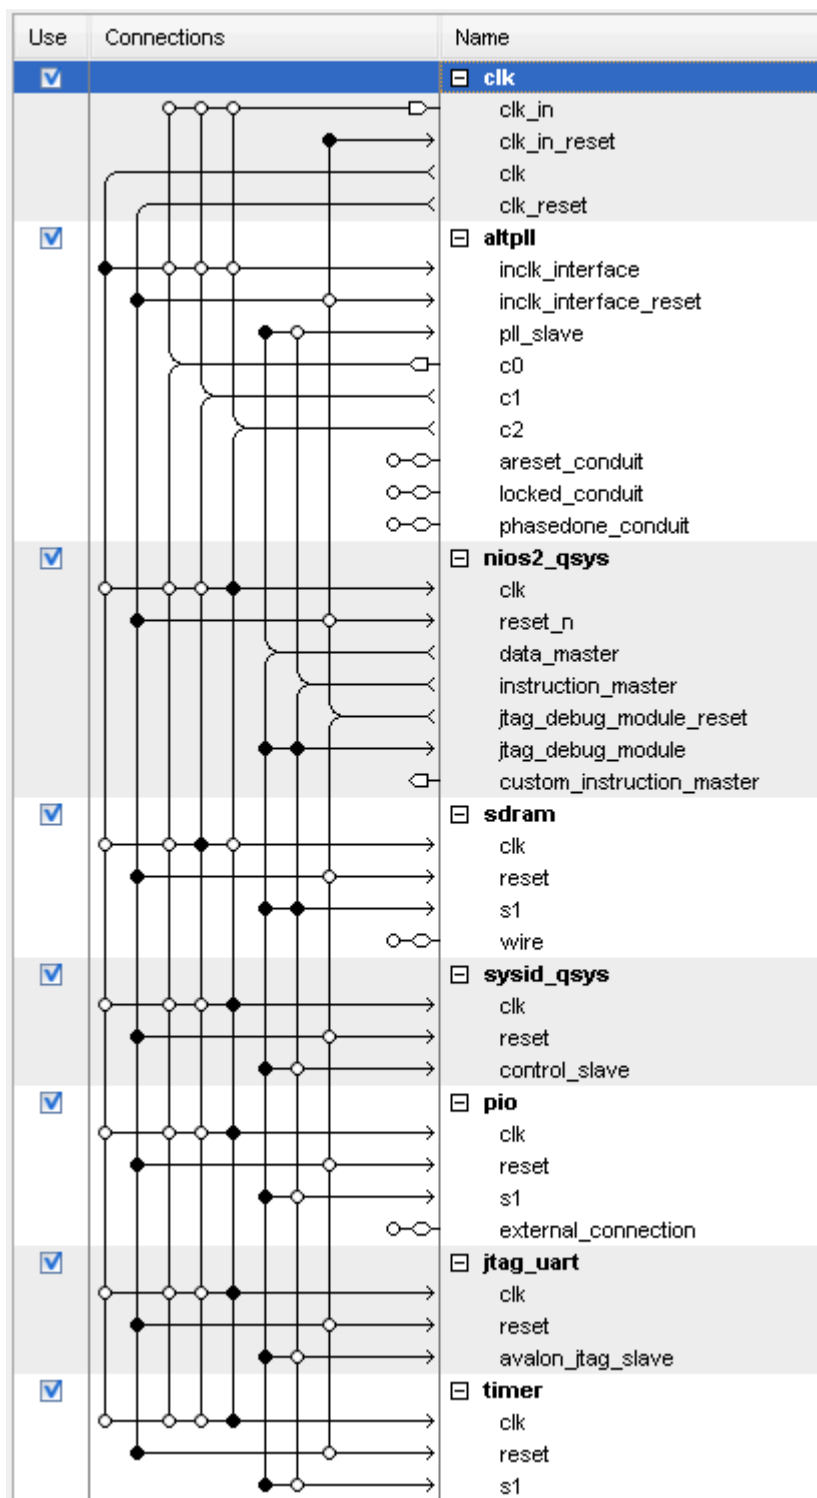 Use Connections Name
clk
clk_in
clk_in_reset
clk
clk_reset
altpll
inclk_interface
inclk_interface_reset
pll_slave
c0
c1
c2
areset_conduit
locked_conduit
phasedone_conduit
nios2_qsys
clk
reset_n
data_master
instruction_master
jtag_debug_module_reset
jtag_debug_module
custom_instruction_master
sdram
clk
reset
s1
wire
sysid_qsys
clk
reset
control_slave
pio
clk
reset
s1
external_connection
jtag_uart
clk
reset
avalon_jtag_slave
timer
clk
reset
s1